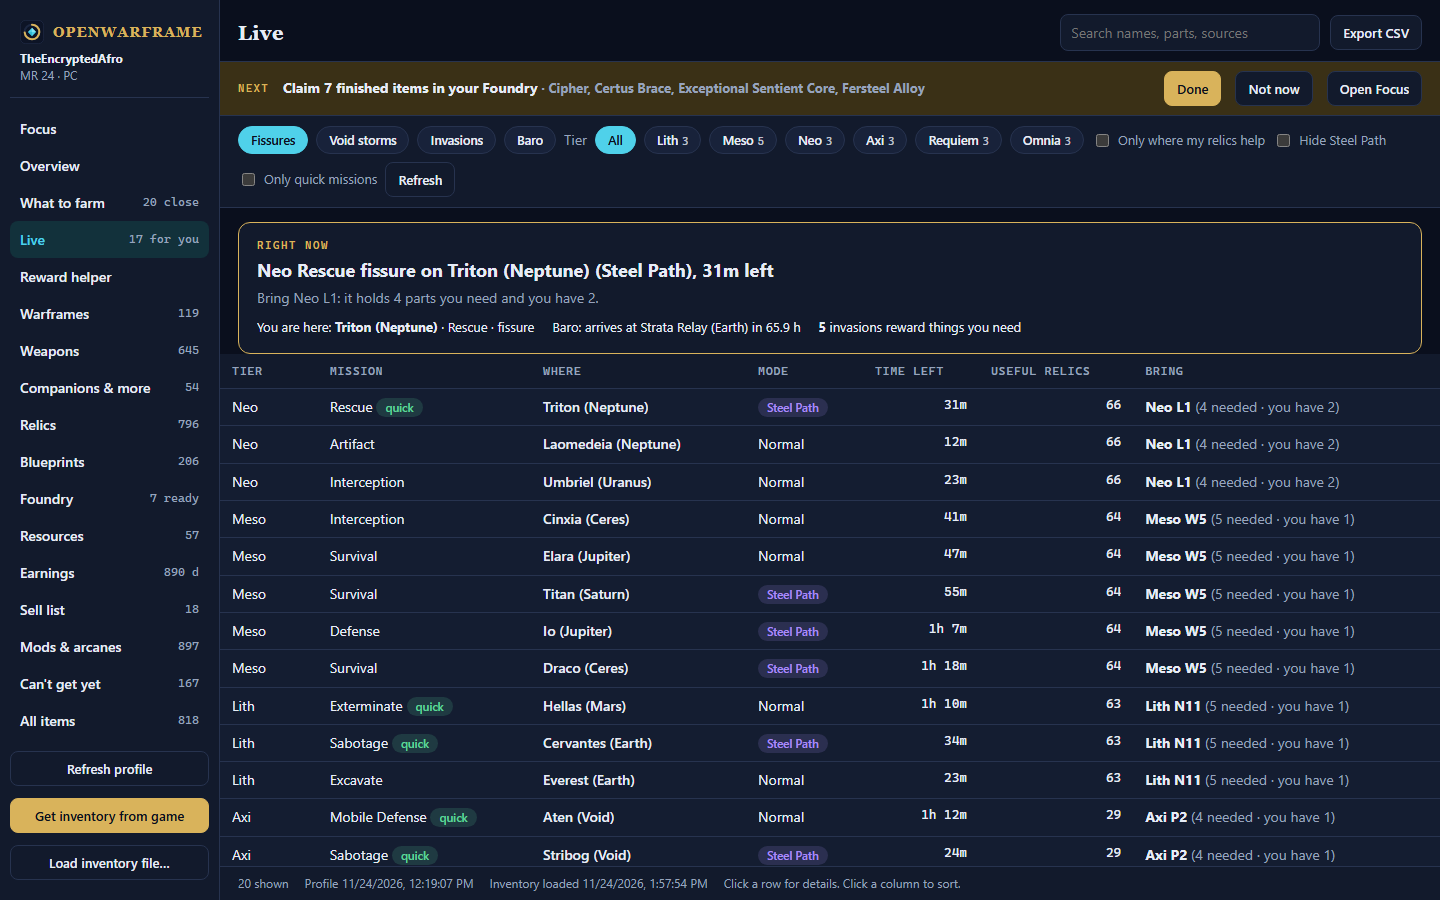 OPENWARFRAME
TheEncryptedAfro
MR 24 · PC
Focus
Overview
What to farm 20 close
Live 17 for you
Reward helper
Warframes 119
Weapons 645
Companions & more 54
Relics 796
Blueprints 206
Foundry 7 ready
Resources 57
Earnings 890 d
Sell list 18
Mods & arcanes 897
Can't get yet 167
All items 818
Refresh profile
Get inventory from game
Load inventory file...
Live
Search names, parts, sources
Export CSV
NEXT Claim 7 finished items in your Foundry · Cipher, Certus Brace, Exceptional Sentient Core, Fersteel Alloy
Done Not now Open Focus
Fissures Void storms Invasions Baro Tier All Lith 3 Meso 5 Neo 3 Axi 3 Requiem 3 Omnia 3 Only where my relics help Hide Steel Path
Only quick missions Refresh
RIGHT NOW
Neo Rescue fissure on Triton (Neptune) (Steel Path), 31m left
Bring Neo L1: it holds 4 parts you need and you have 2.
You are here: Triton (Neptune) · Rescue · fissure Baro: arrives at Strata Relay (Earth) in 65.9 h 5 invasions reward things you need
TIER MISSION WHERE MODE TIME LEFT USEFUL RELICS BRING
Neo Rescue quick Triton (Neptune) Steel Path 31m 66 Neo L1 (4 needed · you have 2)
Neo Artifact Laomedeia (Neptune) Normal 12m 66 Neo L1 (4 needed · you have 2)
Neo Interception Umbriel (Uranus) Normal 23m 66 Neo L1 (4 needed · you have 2)
Meso Interception Cinxia (Ceres) Normal 41m 64 Meso W5 (5 needed · you have 1)
Meso Survival Elara (Jupiter) Normal 47m 64 Meso W5 (5 needed · you have 1)
Meso Survival Titan (Saturn) Steel Path 55m 64 Meso W5 (5 needed · you have 1)
Meso Defense Io (Jupiter) Steel Path 1h 7m 64 Meso W5 (5 needed · you have 1)
Meso Survival Draco (Ceres) Steel Path 1h 18m 64 Meso W5 (5 needed · you have 1)
Lith Exterminate quick Hellas (Mars) Normal 1h 10m 63 Lith N11 (5 needed · you have 1)
Lith Sabotage quick Cervantes (Earth) Steel Path 34m 63 Lith N11 (5 needed · you have 1)
Lith Excavate Everest (Earth) Normal 23m 63 Lith N11 (5 needed · you have 1)
Axi Mobile Defense quick Aten (Void) Normal 1h 12m 29 Axi P2 (4 needed · you have 1)
Axi Sabotage quick Stribog (Void) Steel Path 24m 29 Axi P2 (4 needed · you have 1)
20 shown Profile 11/24/2026, 12:19:07 PM Inventory loaded 11/24/2026, 1:57:54 PM Click a row for details. Click a column to sort.